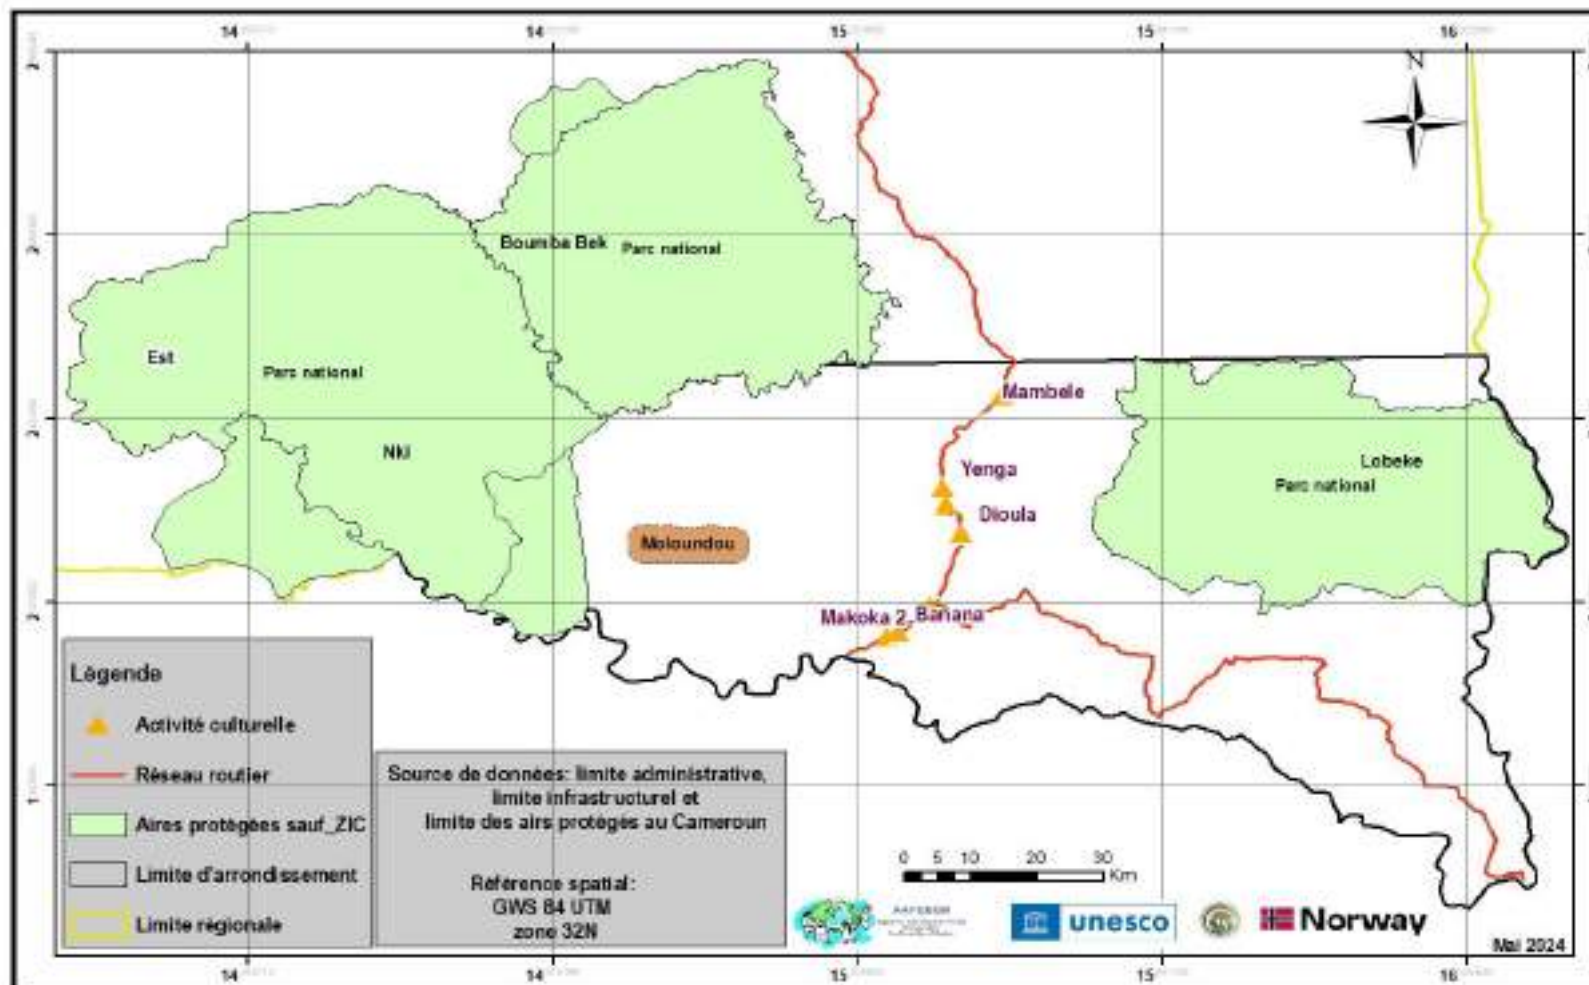 14 14 15 15 16
N
Boumba Bek Parc national
Est
Parc national
Mambele
Nki
Yenga
Lobeke
Parc national
Dioula
Moloundou
Makoka 2 Banana
Légende
Activité culturelle
Réseau routier
Aires protégées sauf_ZIC
Limite d'arrondissement
Limite régionale
Source de données: limite administrative,
limite infrastructurel et
limite des airs protégés au Cameroun
Référence spatial:
GWS 84 UTM
zone 32N
0 5 10 20 30
Km
unesco
Norway
Mai 2024
14 14 15 15 16